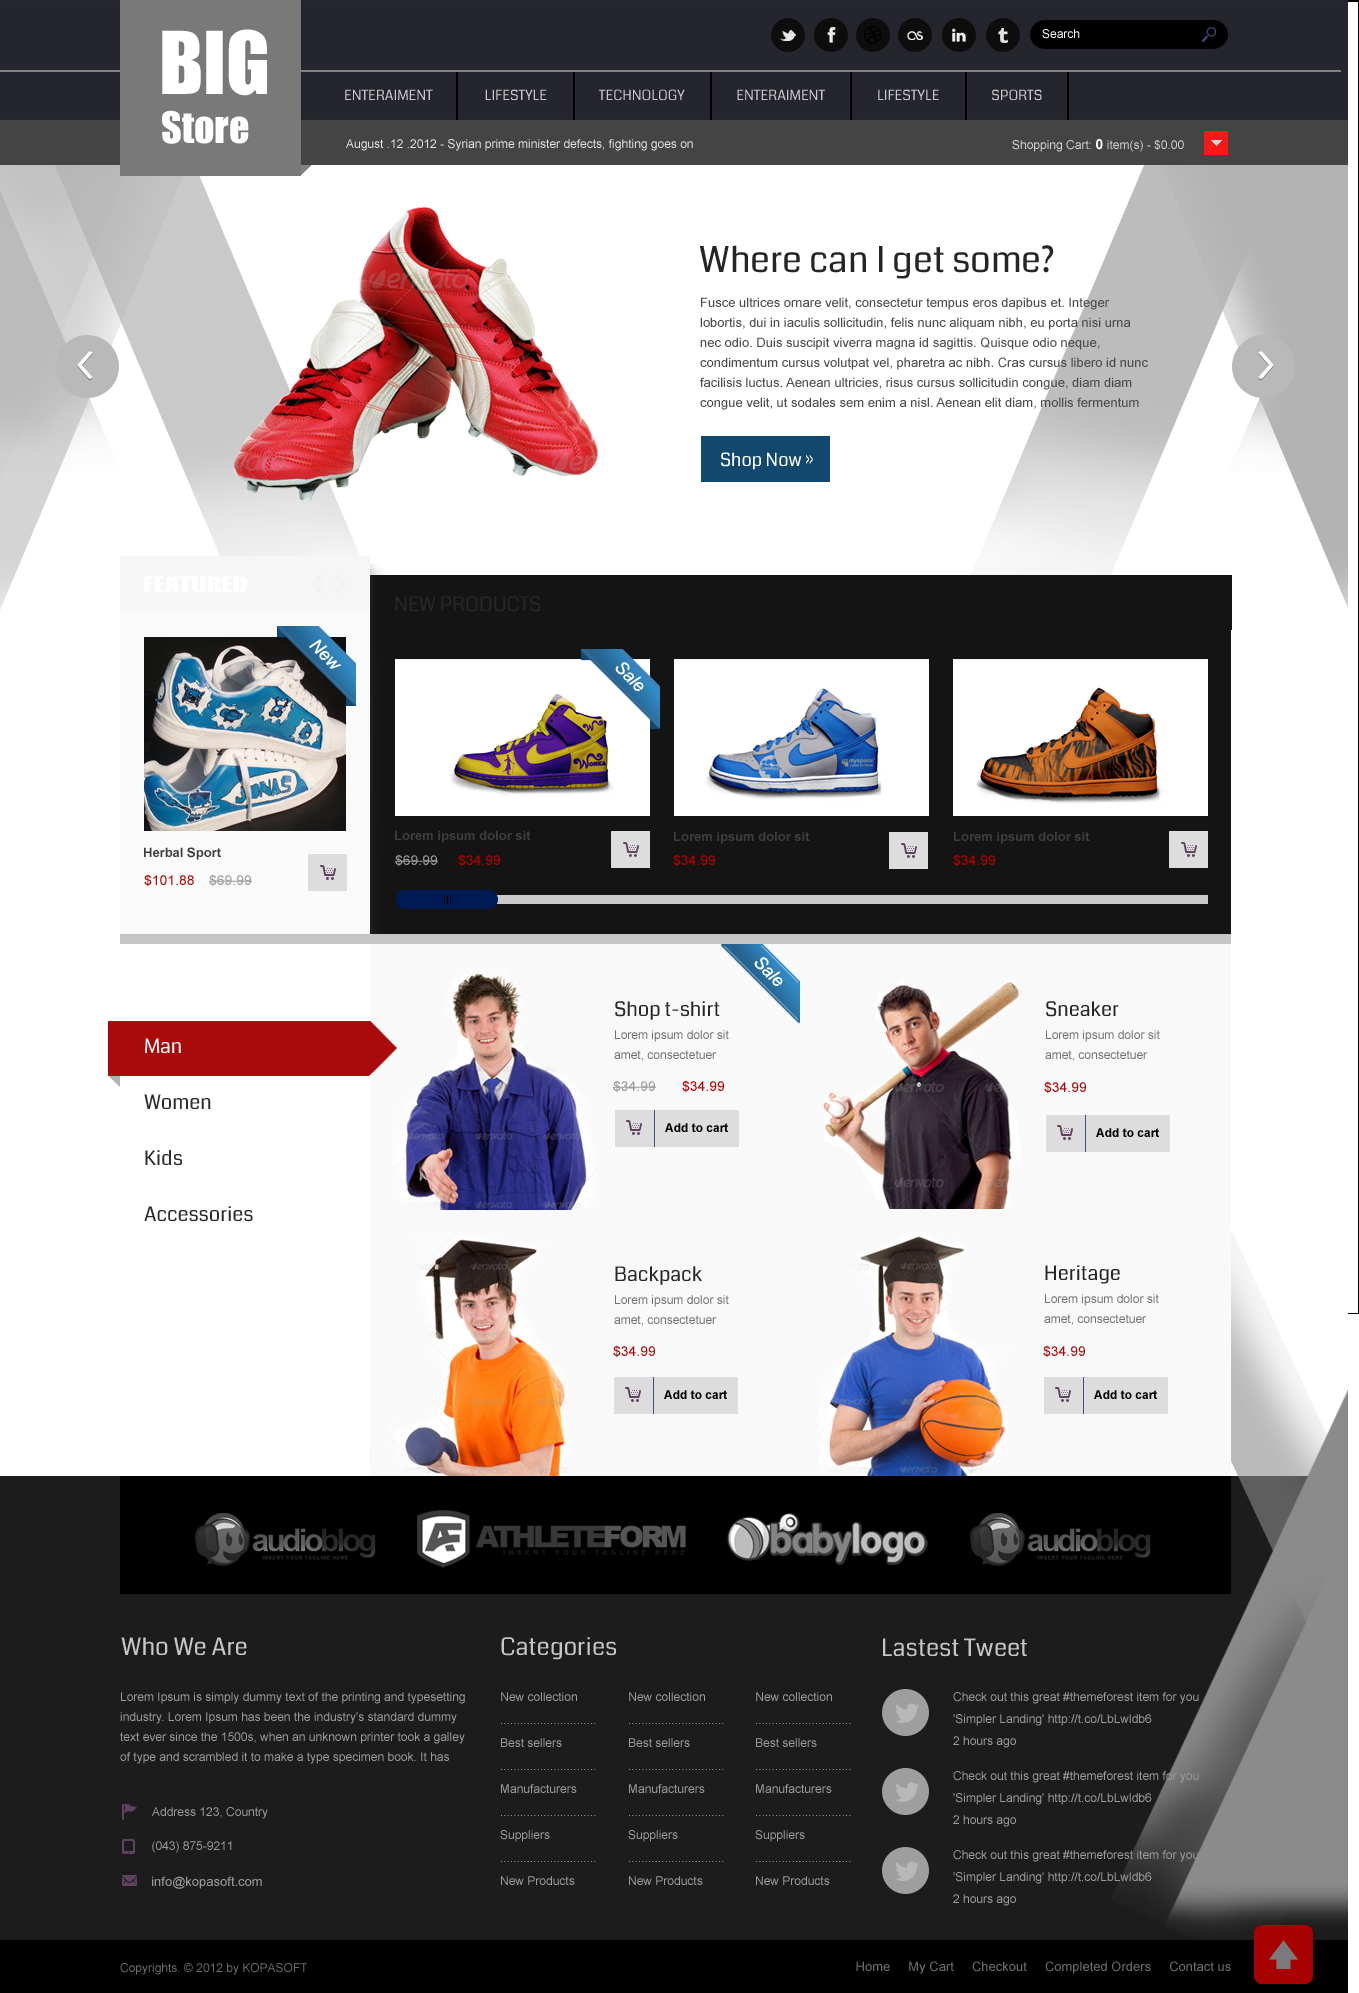 BIG
Store
Search
ENTERAIMENT
LIFESTYLE
TECHNOLOGY
ENTERAIMENT
LIFESTYLE
SPORTS
August .12 .2012 - Syrian prime minister defects, fighting goes on
Shopping Cart: 0 item(s) - $0.00
Where can I get some?
Fusce ultrices ornare velit, consectetur tempus eros dapibus et. Integer
lobortis, dui in iaculis sollicitudin, felis nunc aliquam nibh, eu porta nisi urna
nec odio. Duis suscipit viverra magna id sagittis. Quisque odio neque,
condimentum cursus volutpat vel, pharetra ac nibh. Cras cursus libero id nunc
facilisis luctus. Aenean ultricies, risus cursus sollicitudin congue, diam diam
congue velit, ut sodales sem enim a nisl. Aenean elit diam, mollis fermentum
Shop Now »
FEATURED
New
Herbal Sport
$101.88 $69.99
NEW PRODUCTS
Sale
Lorem ipsum dolor sit
$69.99 $34.99
Lorem ipsum dolor sit
$34.99
Lorem ipsum dolor sit
$34.99
Man
Women
Kids
Accessories
Sale
Shop t-shirt
Lorem ipsum dolor sit
amet, consectetuer
$34.99 $34.99
Add to cart
Sneaker
Lorem ipsum dolor sit
amet, consectetuer
$34.99
Add to cart
Backpack
Lorem ipsum dolor sit
amet, consectetuer
$34.99
Add to cart
Heritage
Lorem ipsum dolor sit
amet, consectetuer
$34.99
Add to cart
audioblog
INSERT YOUR TAGLINE HERE
AF ATHLETEFORM
INSERT YOUR TAGLINE HERE
babylogo
audioblog
INSERT YOUR TAGLINE HERE
Who We Are
Lorem Ipsum is simply dummy text of the printing and typesetting
industry. Lorem Ipsum has been the industry's standard dummy
text ever since the 1500s, when an unknown printer took a galley
of type and scrambled it to make a type specimen book. It has
Address 123, Country
(043) 875-9211
info@kopasoft.com
Categories
New collection
Best sellers
Manufacturers
Suppliers
New Products
New collection
Best sellers
Manufacturers
Suppliers
New Products
New collection
Best sellers
Manufacturers
Suppliers
New Products
Lastest Tweet
Check out this great #themeforest item for you
'Simpler Landing' http://t.co/LbLwldb6
2 hours ago
Check out this great #themeforest item for you
'Simpler Landing' http://t.co/LbLwldb6
2 hours ago
Check out this great #themeforest item for you
'Simpler Landing' http://t.co/LbLwldb6
2 hours ago
Copyrights. © 2012 by KOPASOFT
Home
My Cart
Checkout
Completed Orders
Contact us